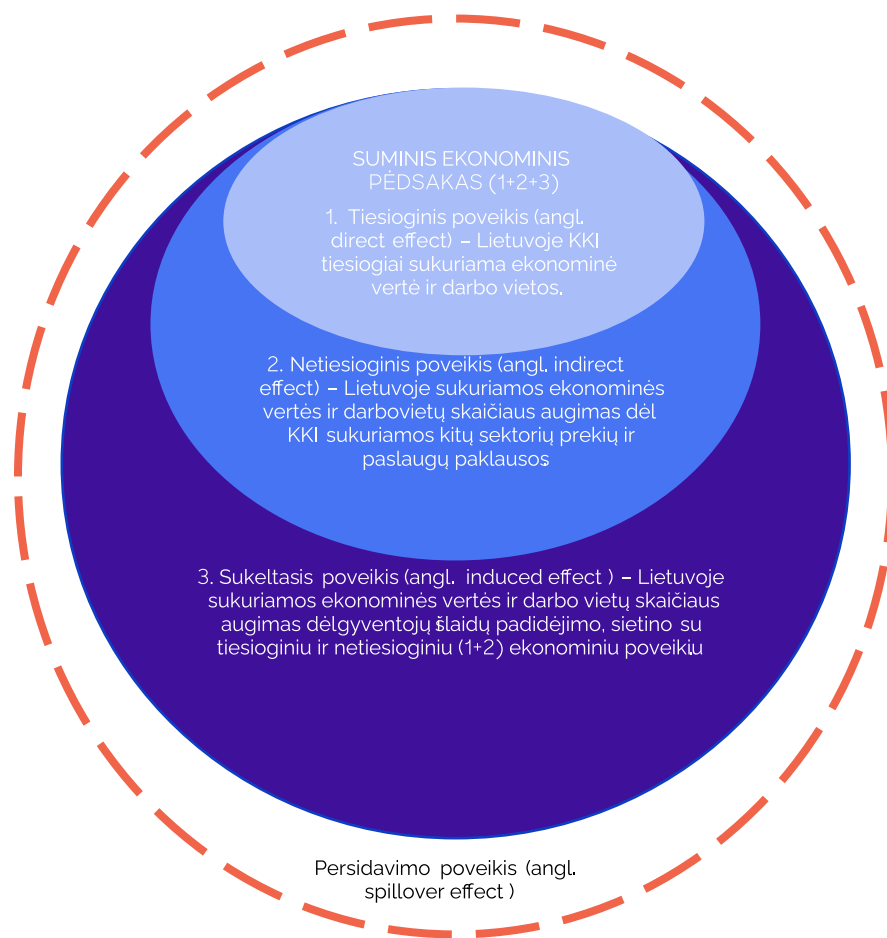 SUMINIS EKONOMINIS
PĖDSAKAS (1+2+3)
1. Tiesioginis poveikis (angl.
direct effect) – Lietuvoje KKI
tiesiogiai sukuriama ekonominė
vertė ir darbo vietos.
2. Netiesioginis poveikis (angl. indirect
effect) – Lietuvoje sukuriamos ekonominės
vertės ir darbovietų skaičiaus augimas dėl
KKI sukuriamos kitų sektorių prekių ir
paslaugų paklausos.
3. Sukeltasis poveikis (angl. induced effect ) – Lietuvoje
sukuriamos ekonominės vertės ir darbo vietų skaičiaus
augimas dėlgyventojų išlaidų padidėjimo, sietino su
tiesioginiu ir netiesioginiu (1+2) ekonominiu poveikiu.
Persidavimo poveikis (angl.
spillover effect )